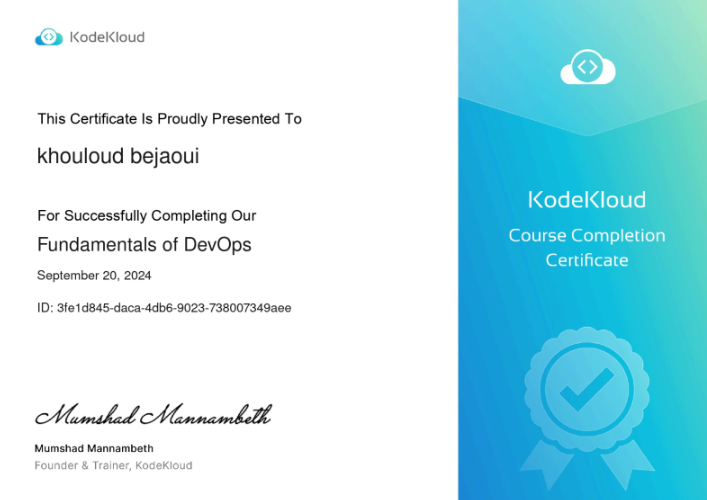 KodeKloud
This Certificate Is Proudly Presented To
khouloud bejaoui
For Successfully Completing Our
Fundamentals of DevOps
September 20, 2024
ID: 3fe1d845-daca-4db6-9023-738007349aee
Mumshad Mannambeth
Mumshad Mannambeth
Founder & Trainer, KodeKloud
KodeKloud
Course Completion
Certificate